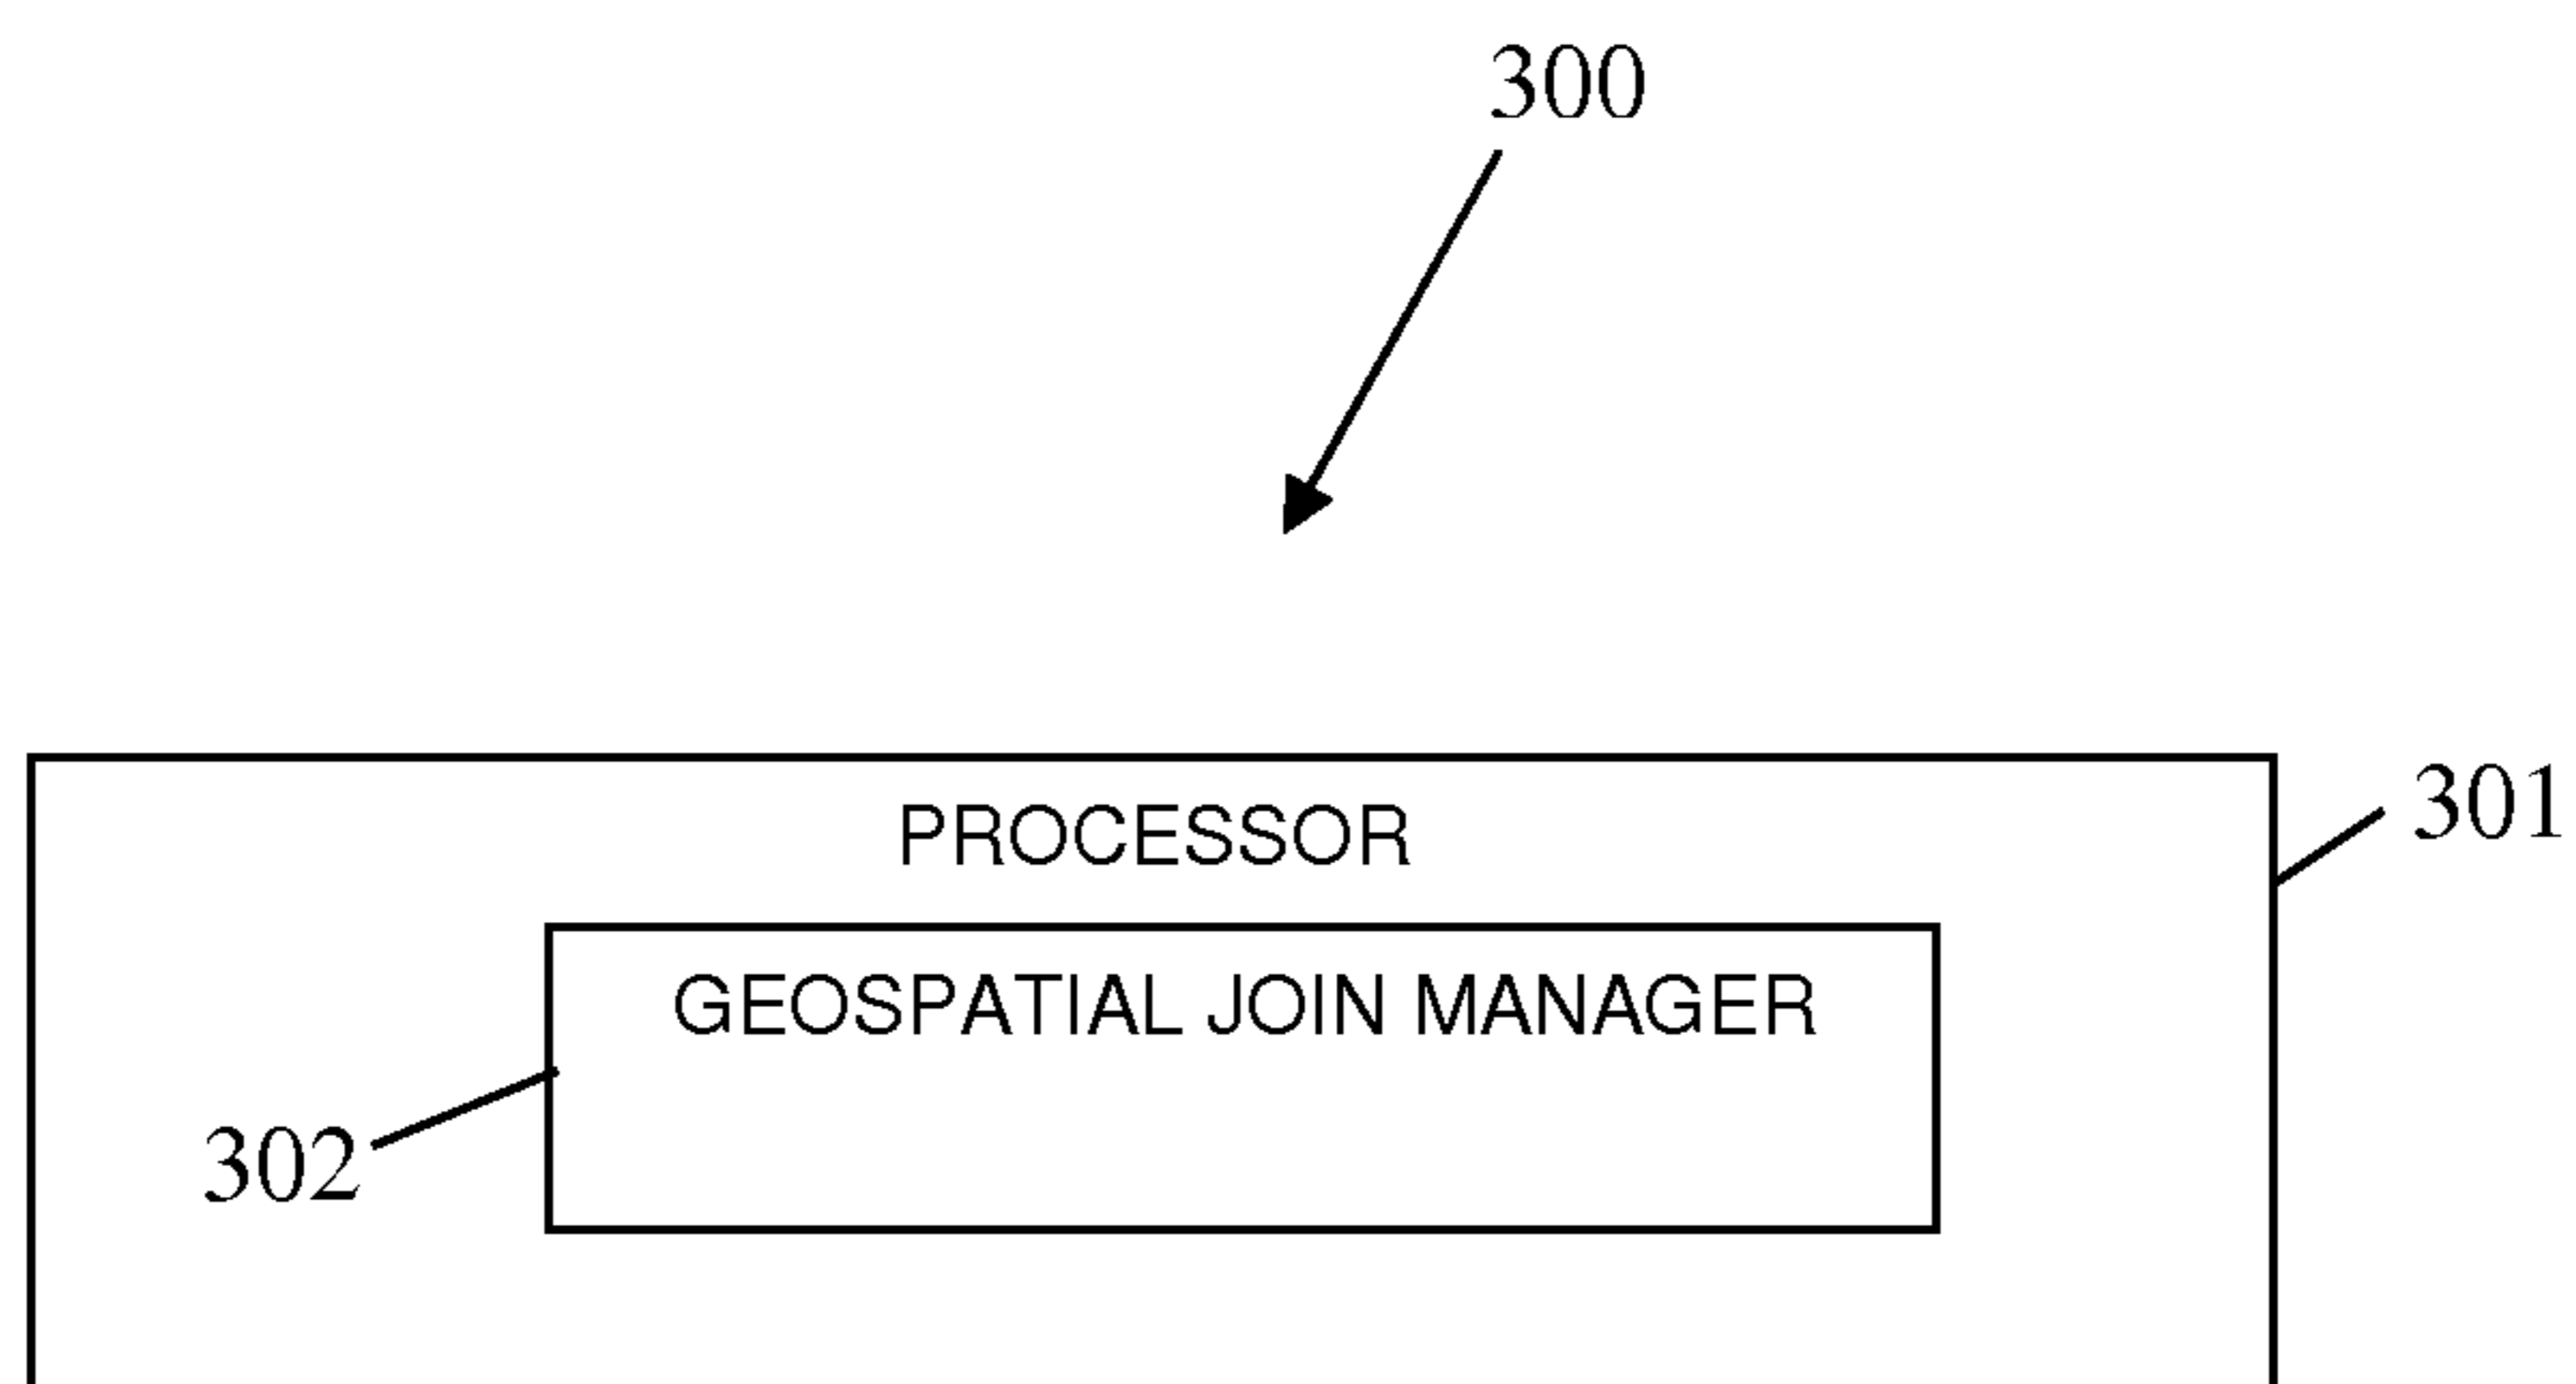 300
301
PROCESSOR
GEOSPATIAL JOIN MANAGER
302